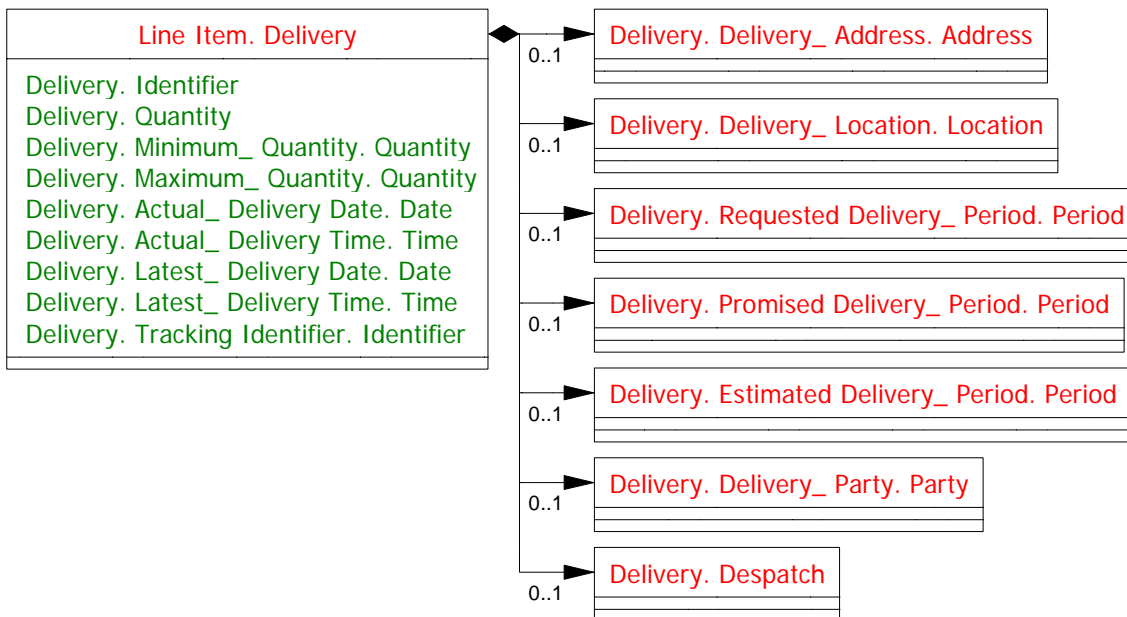 Line Item. Delivery
Delivery. Identifier
Delivery. Quantity
Delivery. Minimum_ Quantity. Quantity
Delivery. Maximum_ Quantity. Quantity
Delivery. Actual_ Delivery Date. Date
Delivery. Actual_ Delivery Time. Time
Delivery. Latest_ Delivery Date. Date
Delivery. Latest_ Delivery Time. Time
Delivery. Tracking Identifier. Identifier
0..1
Delivery. Delivery_ Address. Address
0..1
Delivery. Delivery_ Location. Location
0..1
Delivery. Requested Delivery_ Period. Period
0..1
Delivery. Promised Delivery_ Period. Period
0..1
Delivery. Estimated Delivery_ Period. Period
0..1
Delivery. Delivery_ Party. Party
0..1
Delivery. Despatch